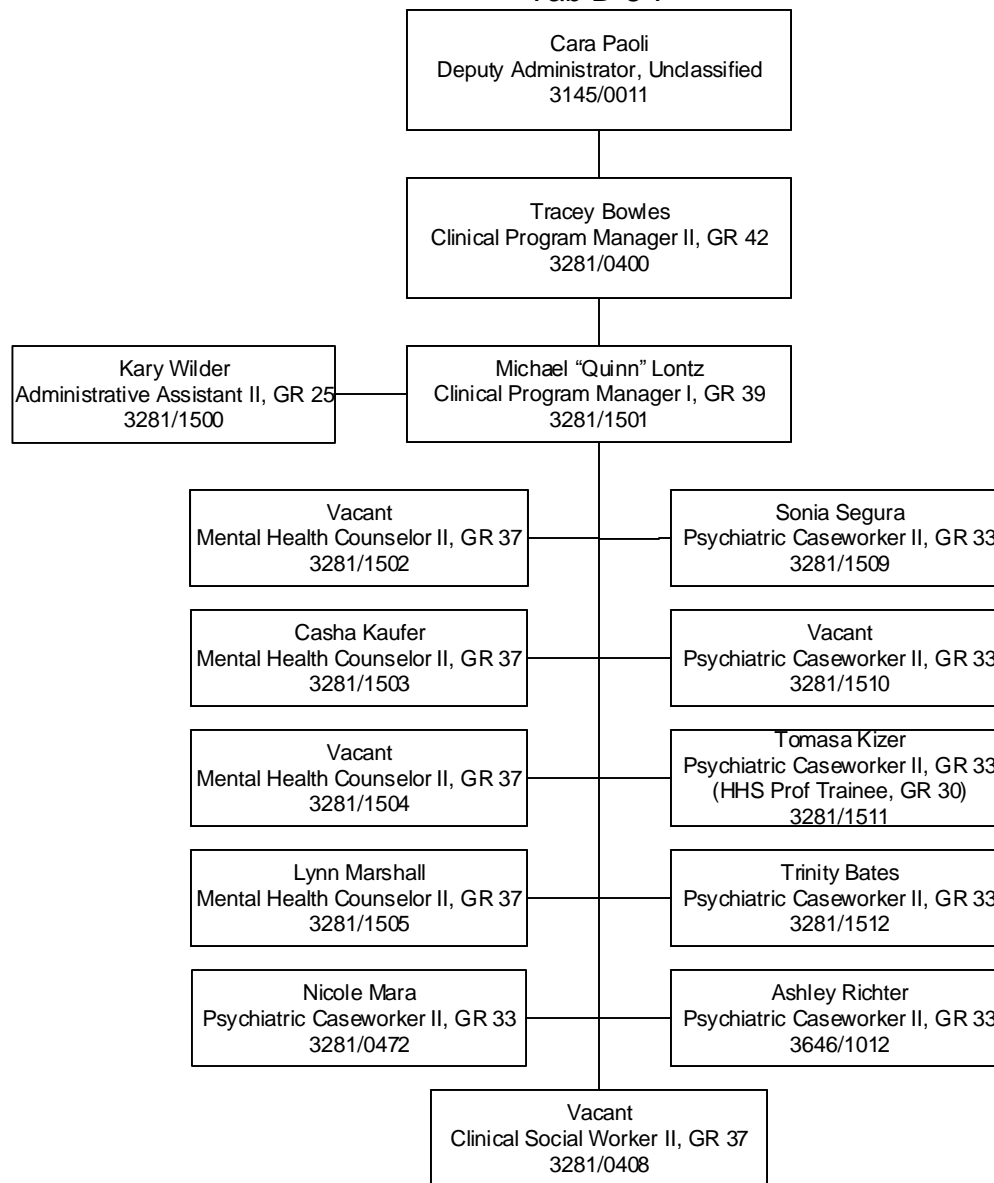 Cara Paoli
Deputy Administrator, Unclassified
3145/0011
Tracey Bowles
Clinical Program Manager II, GR 42
3281/0400
Kary Wilder
Administrative Assistant II, GR 25
3281/1500
Michael “Quinn” Lontz
Clinical Program Manager I, GR 39
3281/1501
Vacant
Mental Health Counselor II, GR 37
3281/1502
Sonia Segura
Psychiatric Caseworker II, GR 33
3281/1509
Casha Kaufer
Mental Health Counselor II, GR 37
3281/1503
Vacant
Psychiatric Caseworker II, GR 33
3281/1510
Vacant
Mental Health Counselor II, GR 37
3281/1504
Tomasa Kizer
Psychiatric Caseworker II, GR 33
(HHS Prof Trainee, GR 30)
3281/1511
Lynn Marshall
Mental Health Counselor II, GR 37
3281/1505
Trinity Bates
Psychiatric Caseworker II, GR 33
3281/1512
Nicole Mara
Psychiatric Caseworker II, GR 33
3281/0472
Ashley Richter
Psychiatric Caseworker II, GR 33
3646/1012
Vacant
Clinical Social Worker II, GR 37
3281/0408